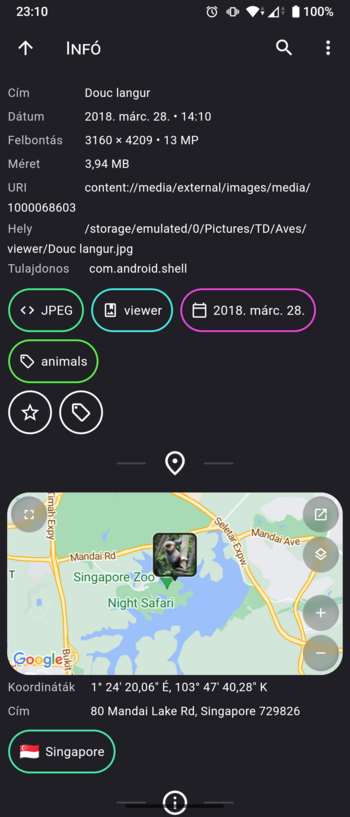 23:10
100%
INFÓ
Cím Douc langur
Dátum 2018. márc. 28. • 14:10
Felbontás 3160 × 4209 • 13 MP
Méret 3,94 MB
URI content://media/external/images/media/
1000068603
Hely /storage/emulated/0/Pictures/TD/Aves/
viewer/Douc langur.jpg
Tulajdonos com.android.shell
JPEG viewer 2018. márc. 28.
animals
Seletar Expy.
Mandai Ave
Mandai Rd
T
Singapore Zoo
Night Safari
Google
Bukit
Koordináták 1° 24' 20,06" É, 103° 47' 40,28" K
Cím 80 Mandai Lake Rd, Singapore 729826
Singapore